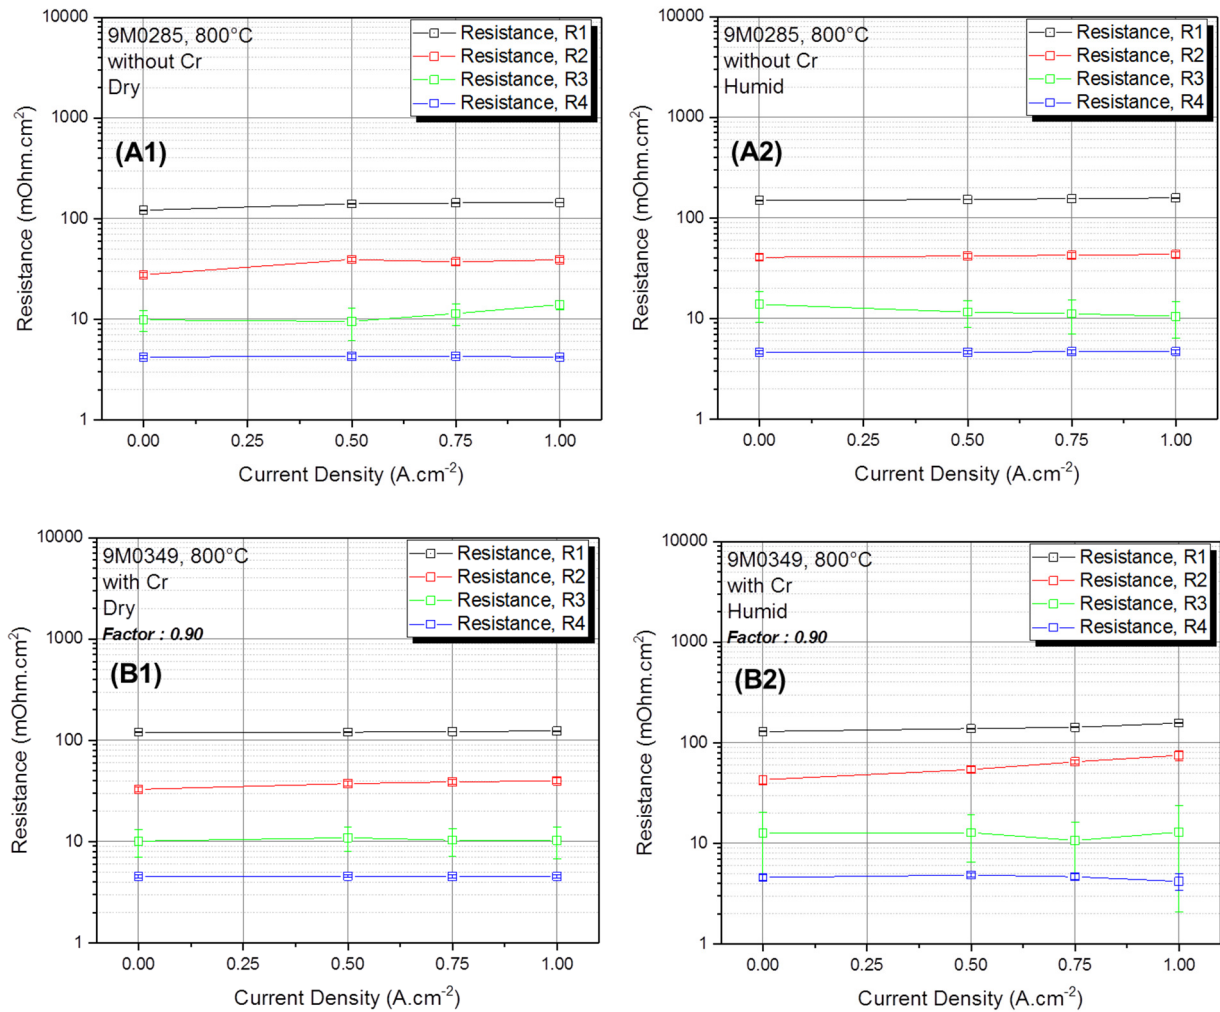 9M0285, 800°C
without Cr
Dry
(A1)
Resistance, R1
Resistance, R2
Resistance, R3
Resistance, R4
Resistance (mOhm.cm²)
10000
1000
100
10
1
0.00 0.25 0.50 0.75 1.00
Current Density (A.cm⁻²)
9M0285, 800°C
without Cr
Humid
(A2)
Resistance, R1
Resistance, R2
Resistance, R3
Resistance, R4
Resistance (mOhm.cm²)
10000
1000
100
10
1
0.00 0.25 0.50 0.75 1.00
Current Density (A.cm⁻²)
9M0349, 800°C
with Cr
Dry
Factor : 0.90
(B1)
Resistance, R1
Resistance, R2
Resistance, R3
Resistance, R4
Resistance (mOhm.cm²)
10000
1000
100
10
1
0.00 0.25 0.50 0.75 1.00
Current Density (A.cm⁻²)
9M0349, 800°C
with Cr
Humid
Factor : 0.90
(B2)
Resistance, R1
Resistance, R2
Resistance, R3
Resistance, R4
Resistance (mOhm.cm²)
10000
1000
100
10
1
0.00 0.25 0.50 0.75 1.00
Current Density (A.cm⁻²)